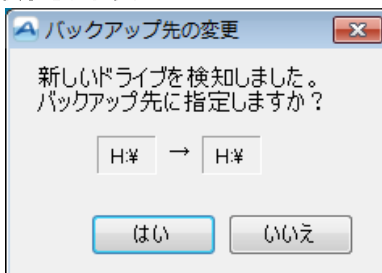 バックアップ先の変更
新しいドライブを検知しました。
バックアップ先に指定しますか？
H:¥ → H:¥
はい いいえ